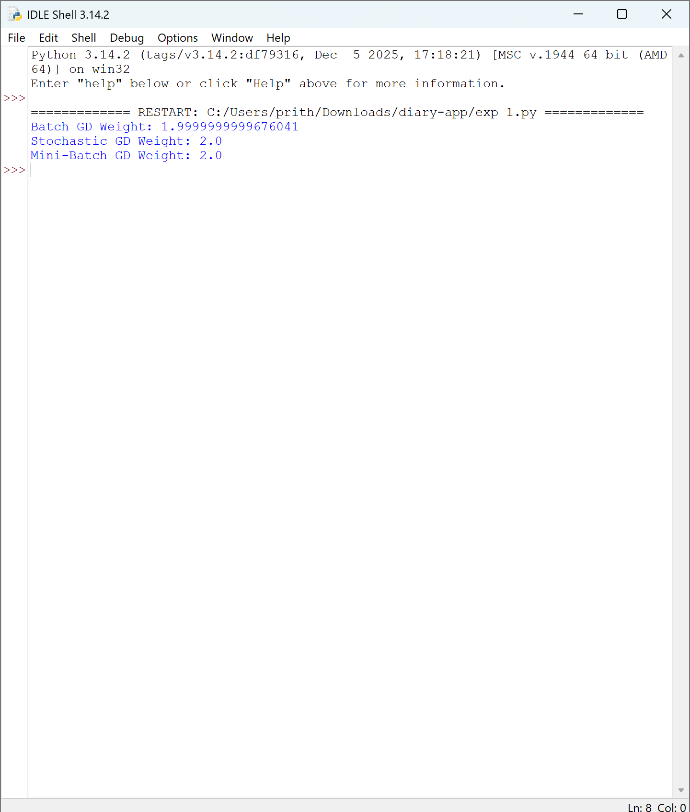 IDLE Shell 3.14.2
File Edit Shell Debug Options Window Help
Python 3.14.2 (tags/v3.14.2:df79316, Dec  5 2025, 17:18:21) [MSC v.1944 64 bit (AMD
64)] on win32
Enter "help" below or click "Help" above for more information.
>>>
============= RESTART: C:/Users/prith/Downloads/diary-app/exp 1.py =============
Batch GD Weight: 1.9999999999676041
Stochastic GD Weight: 2.0
Mini-Batch GD Weight: 2.0
>>>
Ln: 8 Col: 0